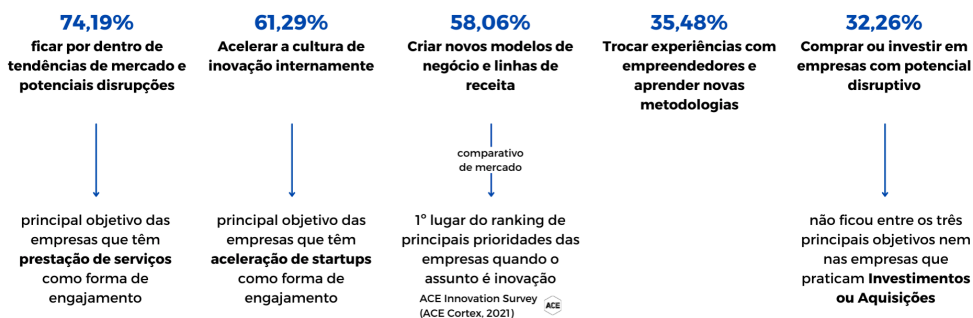 74,19%
ficar por dentro de
tendências de mercado e
potenciais disrupções
principal objetivo das
empresas que têm
prestação de serviços
como forma de
engajamento
61,29%
Acelerar a cultura de
inovação internamente
principal objetivo das
empresas que têm
aceleração de startups
como forma de
engajamento
58,06%
Criar novos modelos de
negócio e linhas de
receita
comparativo
de mercado
1º lugar do ranking de
principais prioridades das
empresas quando o
assunto é inovação
ACE Innovation Survey
(ACE Cortex, 2021)
ACE
35,48%
Trocar experiências com
empreendedores e
aprender novas
metodologias
32,26%
Comprar ou investir em
empresas com potencial
disruptivo
não ficou entre os três
principais objetivos nem
nas empresas que
praticam Investimentos
ou Aquisições